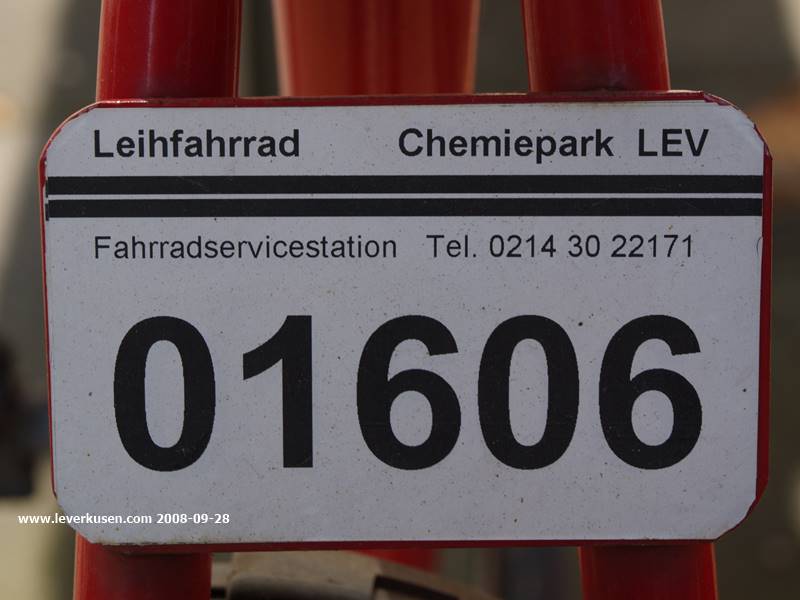 Leihfahrrad Chemiepark LEV
Fahrradservicestation Tel. 0214 30 22171
01606
www.leverkusen.com 2008-09-28